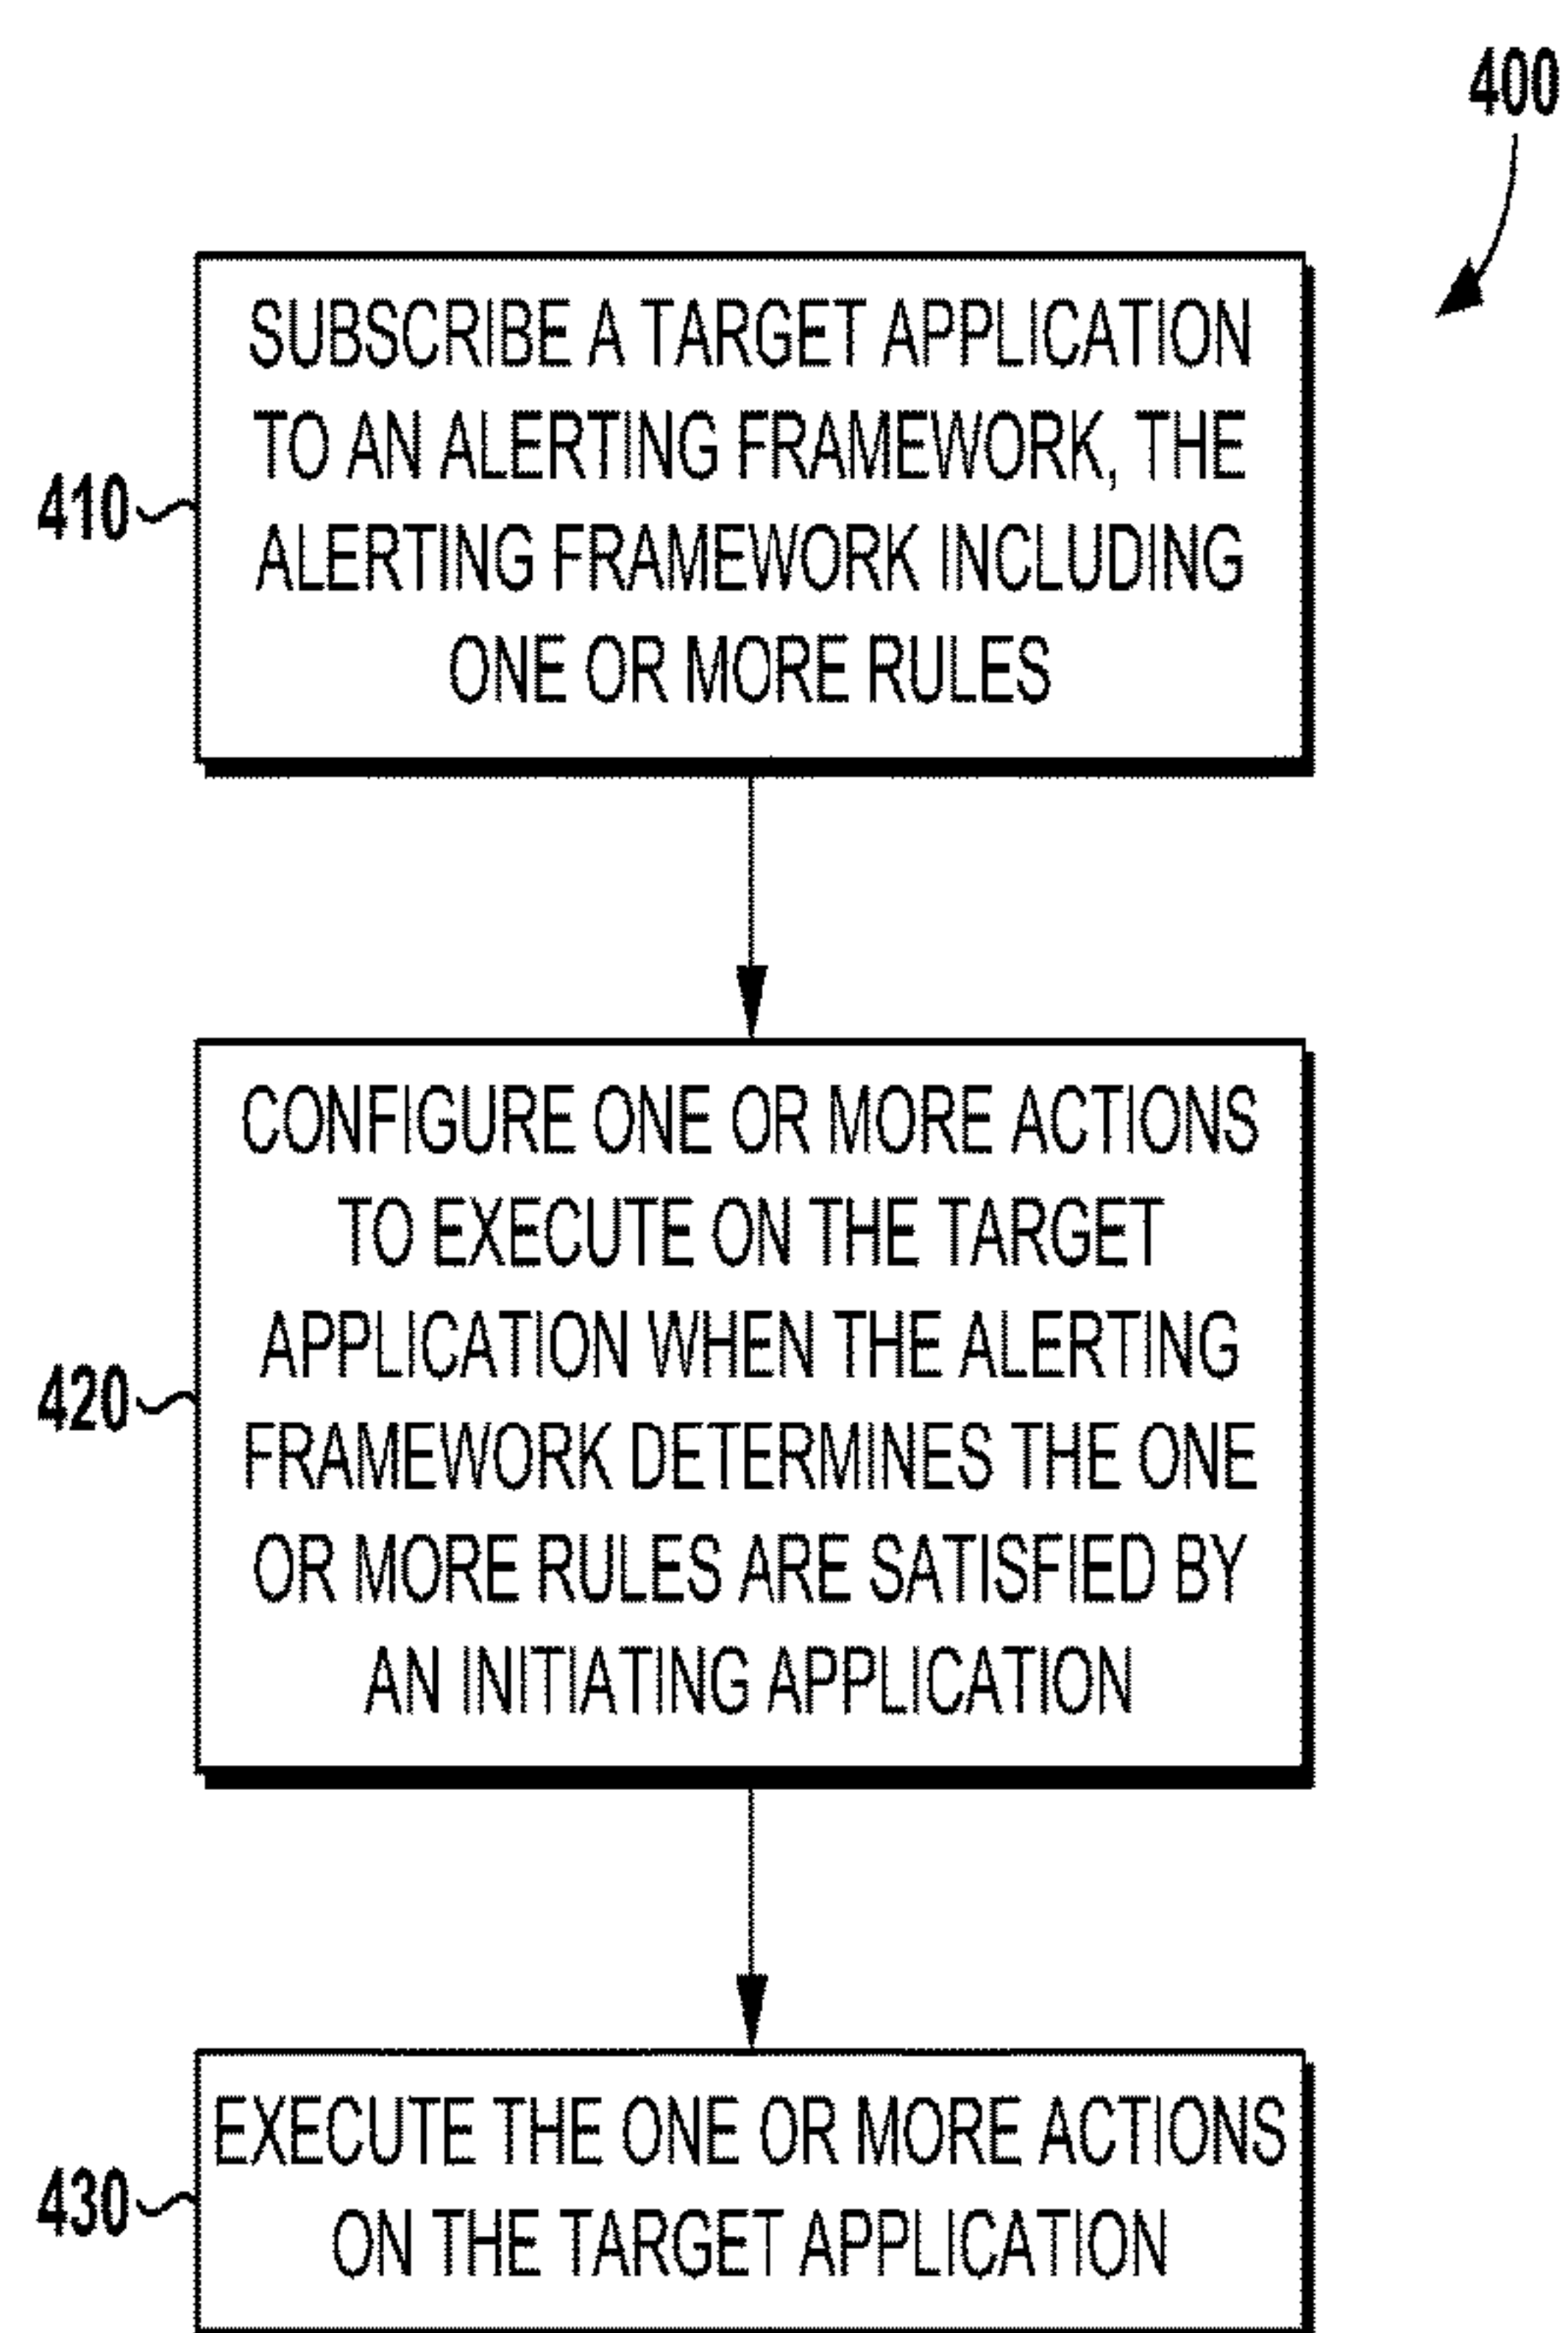 400
SUBSCRIBE A TARGET APPLICATION
TO AN ALERTING FRAMEWORK, THE
ALERTING FRAMEWORK INCLUDING
ONE OR MORE RULES
410
CONFIGURE ONE OR MORE ACTIONS
TO EXECUTE ON THE TARGET
APPLICATION WHEN THE ALERTING
FRAMEWORK DETERMINES THE ONE
OR MORE RULES ARE SATISFIED BY
AN INITIATING APPLICATION
420
EXECUTE THE ONE OR MORE ACTIONS
ON THE TARGET APPLICATION
430